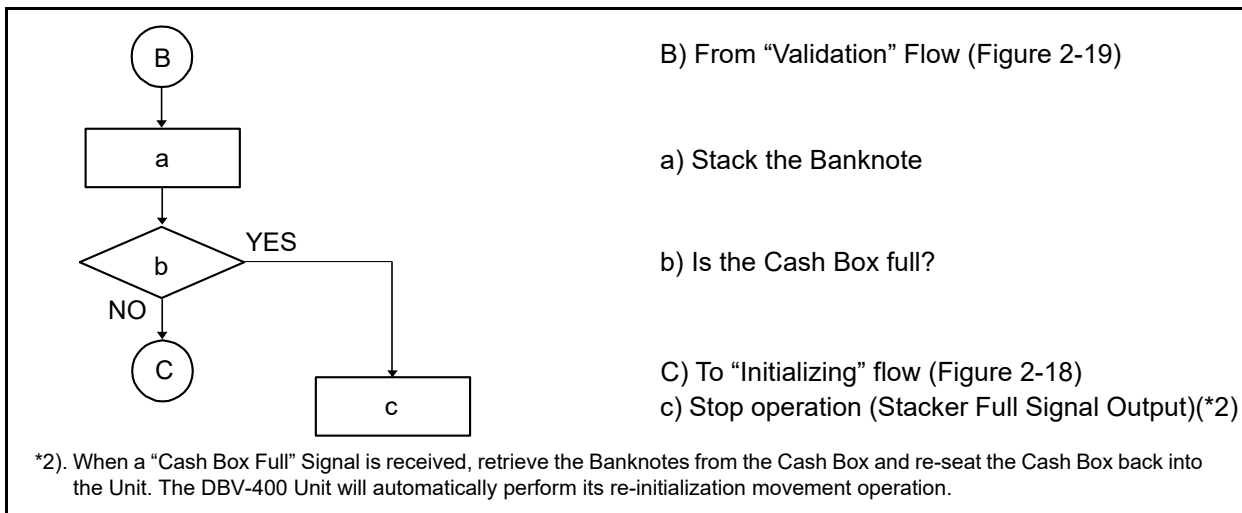 B
B) From “Validation” Flow (Figure 2-19)
a
a) Stack the Banknote
YES
b
b) Is the Cash Box full?
NO
C
C) To “Initializing” flow (Figure 2-18)
c
c) Stop operation (Stacker Full Signal Output)(*2)
*2). When a “Cash Box Full” Signal is received, retrieve the Banknotes from the Cash Box and re-seat the Cash Box back into
the Unit. The DBV-400 Unit will automatically perform its re-initialization movement operation.